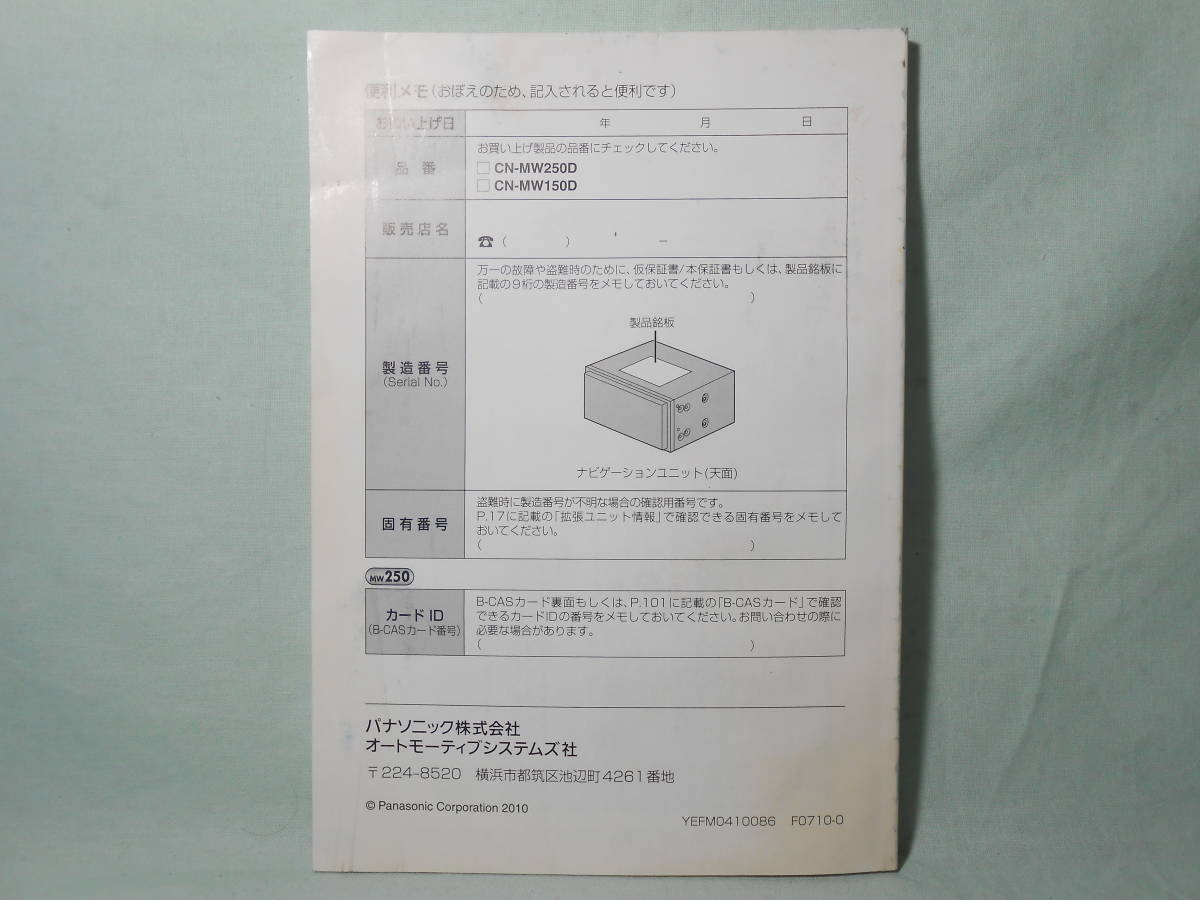 便利メモ(おぼえのため、記入されると便利です)
お買い上げ日
年 月 日
品番
お買い上げ製品の品番にチェックしてください。
□ CN-MW250D
□ CN-MW150D
販売店名
☎ ( ) ー
製造番号
(Serial No.)
万一の故障や盗難時のために、仮保証書/本保証書もしくは、製品銘板に
記載の9桁の製造番号をメモしておいてください。
( )
製品銘板
ナビゲーションユニット(天面)
固有番号
盗難時に製造番号が不明な場合の確認用番号です。
P.17に記載の「拡張ユニット情報」で確認できる固有番号をメモして
おいてください。
( )
MW250
カード ID
(B-CASカード番号)
B-CASカード裏面もしくは、P.101に記載の「B-CASカード」で確認
できるカードIDの番号をメモしておいてください。お問い合わせの際に
必要な場合があります。
( )
パナソニック株式会社
オートモーティブシステムズ社
〒224-8520 横浜市都筑区池辺町4261番地
© Panasonic Corporation 2010
YEFM0410086 F0710-0